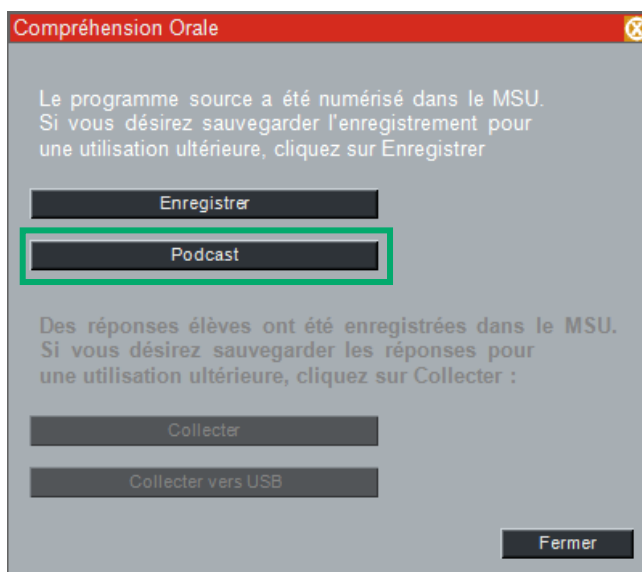 Compréhension Orale
Le programme source a été numérisé dans le MSU.
Si vous désirez sauvegarder l'enregistrement pour
une utilisation ultérieure, cliquez sur Enregistrer
Enregistrer
Podcast
Des réponses élèves ont été enregistrées dans le MSU.
Si vous désirez sauvegarder les réponses pour
une utilisation ultérieure, cliquez sur Collecter :
Collecter
Collecter vers USB
Fermer